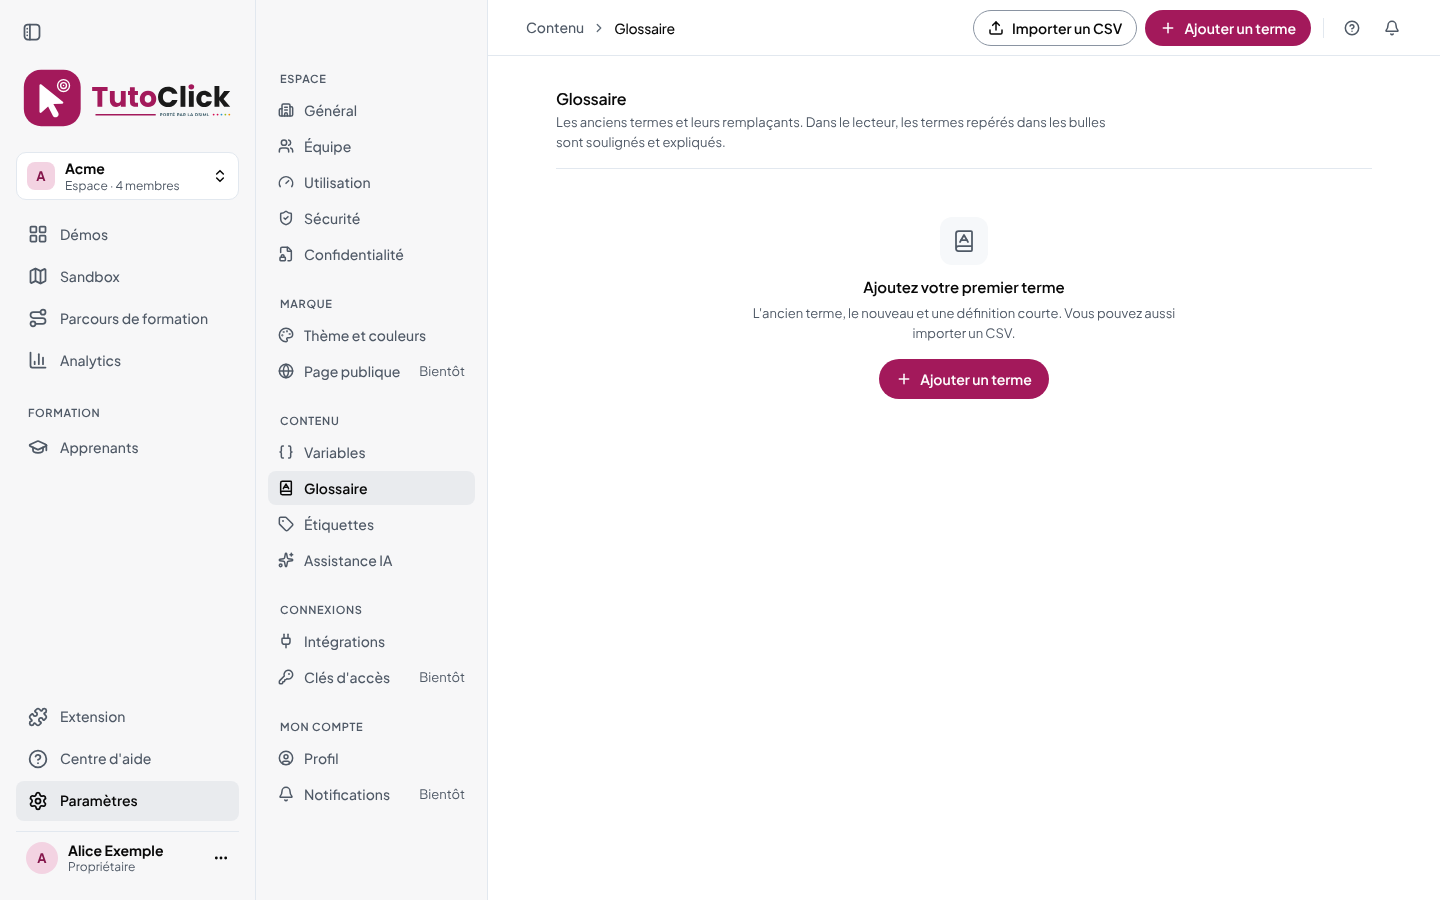 TutoClick
PORTÉ PAR LA DSIML
A
Acme
Espace · 4 membres
Démos
Sandbox
Parcours de formation
Analytics
FORMATION
Apprenants
Extension
Centre d'aide
Paramètres
A
Alice Exemple
Propriétaire
ESPACE
Général
Équipe
Utilisation
Sécurité
Confidentialité
MARQUE
Thème et couleurs
Page publique Bientôt
CONTENU
Variables
Glossaire
Étiquettes
Assistance IA
CONNEXIONS
Intégrations
Clés d'accès Bientôt
MON COMPTE
Profil
Notifications Bientôt
Contenu > Glossaire
Importer un CSV
Ajouter un terme
Glossaire
Les anciens termes et leurs remplaçants. Dans le lecteur, les termes repérés dans les bulles
sont soulignés et expliqués.
Ajoutez votre premier terme
L'ancien terme, le nouveau et une définition courte. Vous pouvez aussi
importer un CSV.
Ajouter un terme